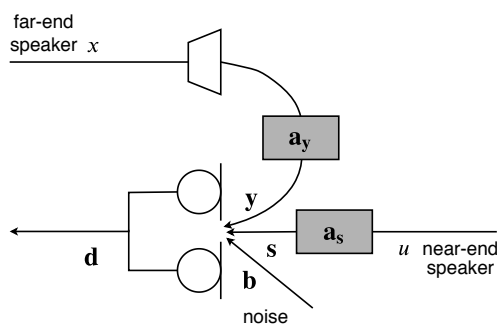 far-end
speaker x
a_y
y
a_s
s
u near-end
speaker
d
b
noise